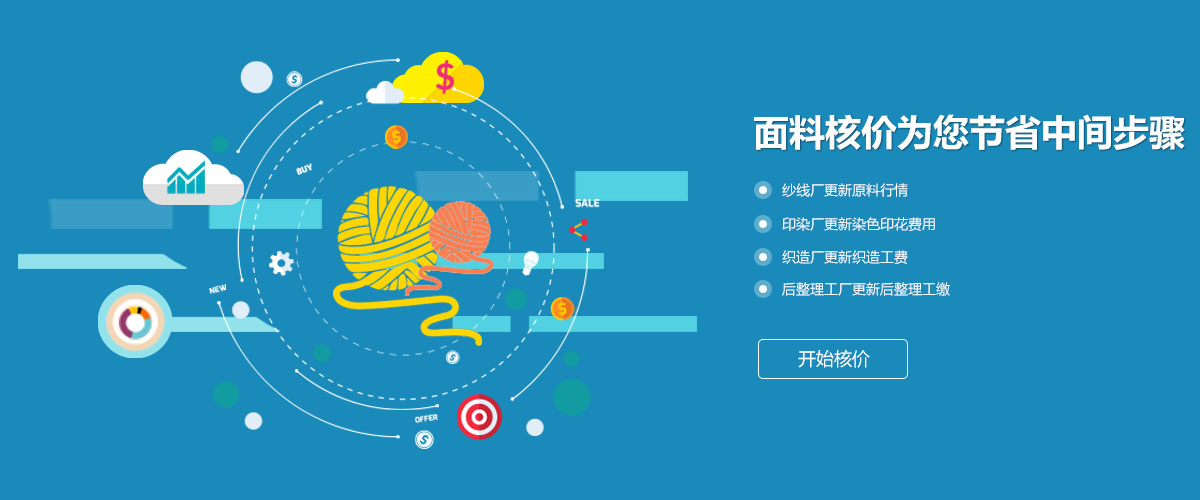 面料核价为您节省中间步骤
纱线厂更新原料行情
印染厂更新染色印花费用
织造厂更新织造工费
后整理工厂更新后整理工缴
开始核价
$
$
$
BUY
SALE
NEW
$
$
OFFER
$